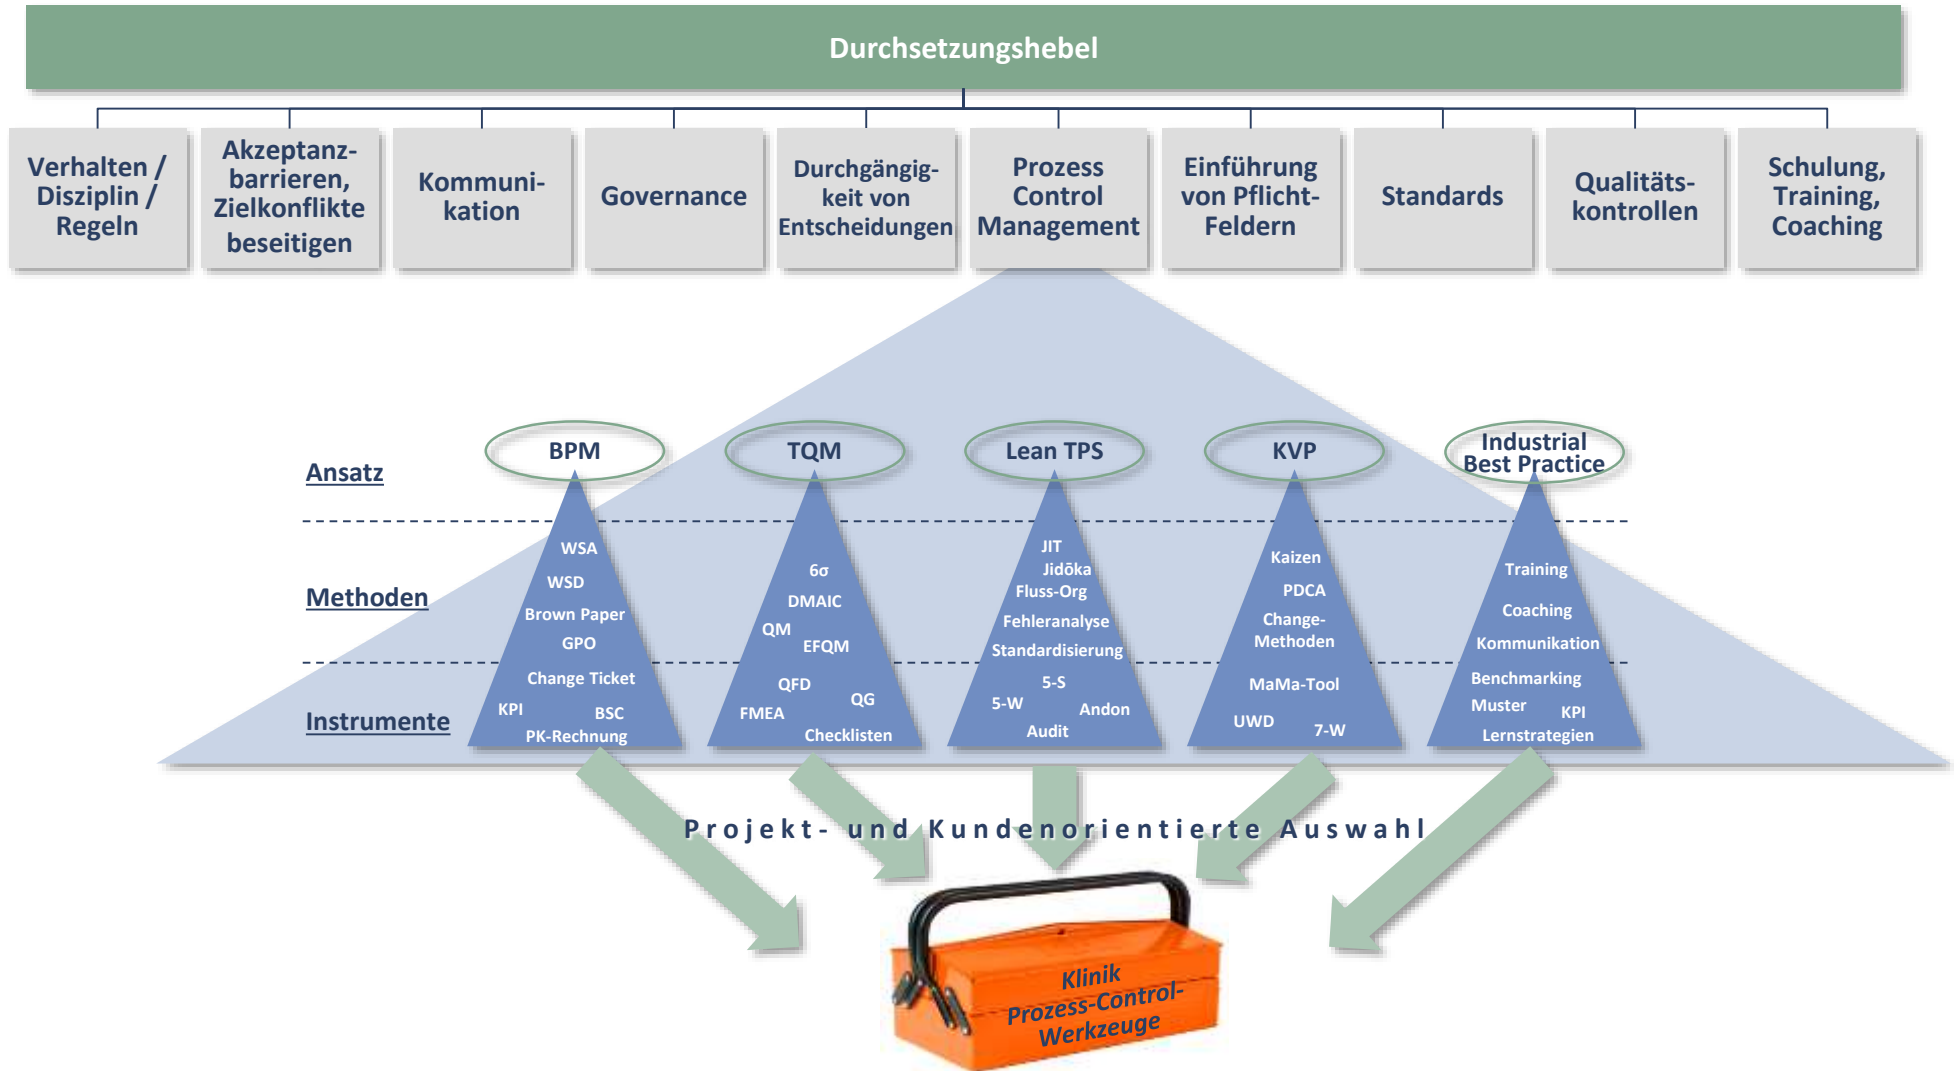 Durchsetzungshebel
Verhalten /
Disziplin /
Regeln
Akzeptanz-
barrieren,
Zielkonflikte
beseitigen
Kommuni-
kation
Governance
Durchgängig-
keit von
Entscheidungen
Prozess
Control
Management
Einführung
von Pflicht-
Feldern
Standards
Qualitäts-
kontrollen
Schulung,
Training,
Coaching
Ansatz
BPM
TQM
Lean TPS
KVP
Industrial
Best Practice
Methoden
WSA
WSD
Brown Paper
GPO
6σ
DMAIC
QM
EFQM
JIT
Jidōka
Fluss-Org
Fehleranalyse
Standardisierung
Kaizen
PDCA
Change-
Methoden
Training
Coaching
Kommunikation
Instrumente
Change Ticket
KPI
BSC
PK-Rechnung
QFD
QG
FMEA
Checklisten
5-S
5-W
Andon
Audit
MaMa-Tool
UWD
7-W
Benchmarking
Muster
KPI
Lernstrategien
Projekt- und Kundenorientierte Auswahl
Klinik
Prozess-Control-
Werkzeuge